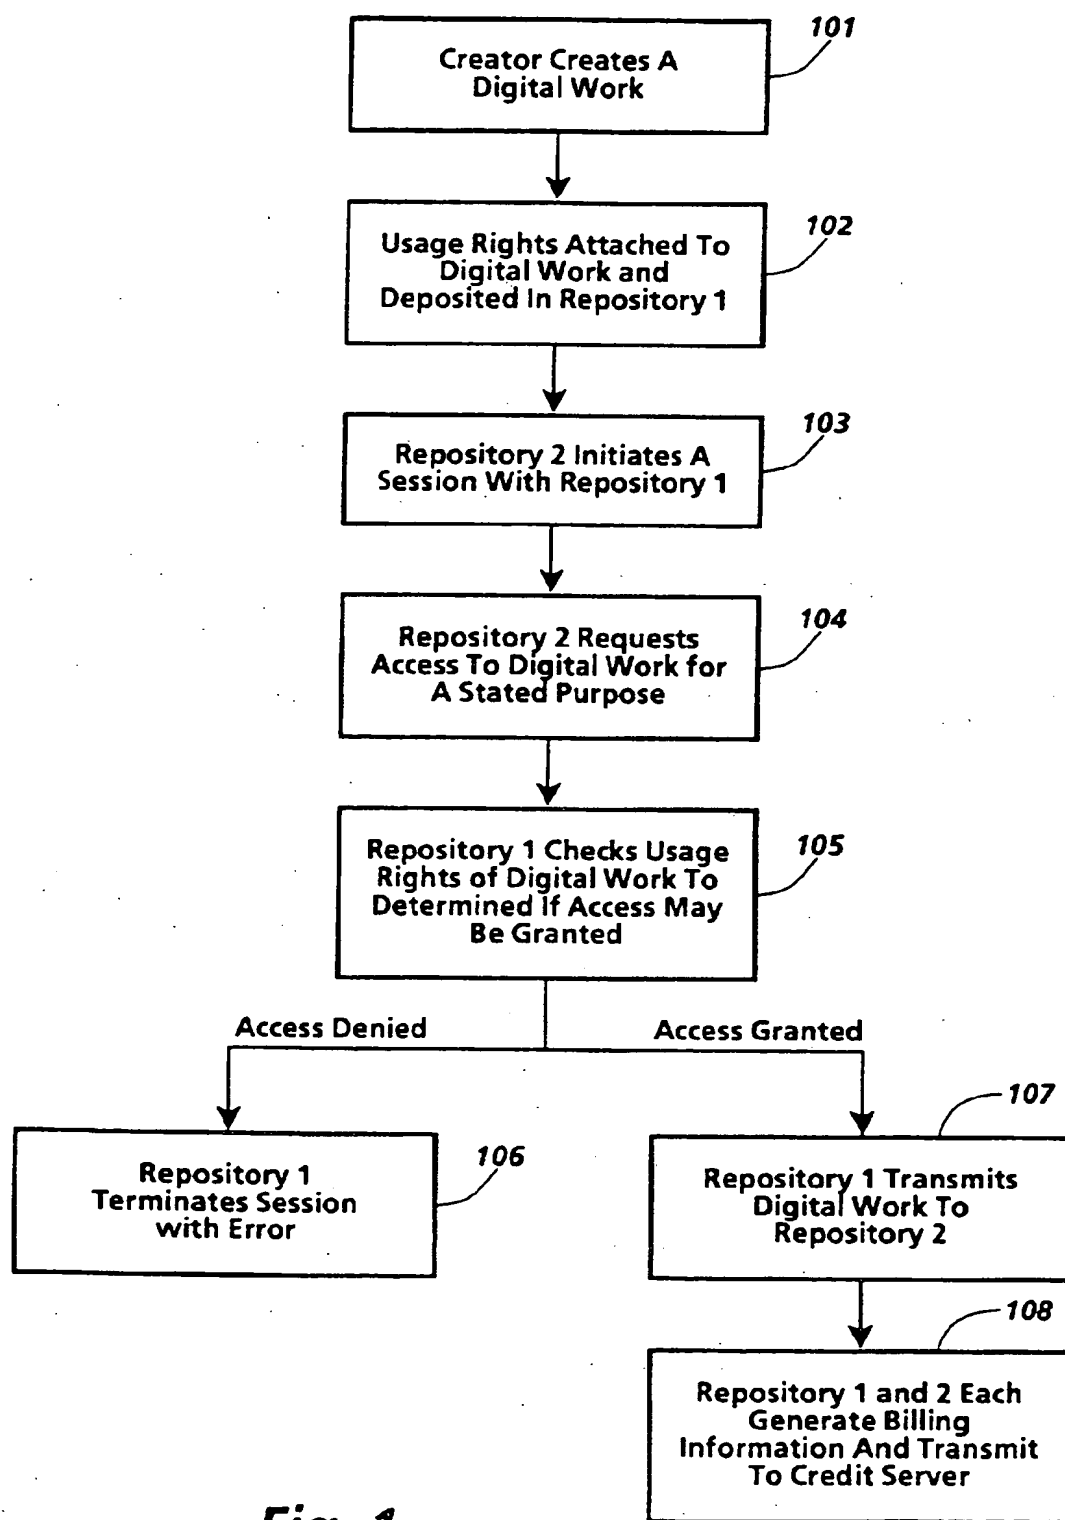 101
Creator Creates A
Digital Work
102
Usage Rights Attached To
Digital Work and
Deposited In Repository 1
103
Repository 2 Initiates A
Session With Repository 1
104
Repository 2 Requests
Access To Digital Work for
A Stated Purpose
105
Repository 1 Checks Usage
Rights of Digital Work To
Determined If Access May
Be Granted
Access Denied
Access Granted
106
Repository 1
Terminates Session
with Error
107
Repository 1 Transmits
Digital Work To
Repository 2
108
Repository 1 and 2 Each
Generate Billing
Information And Transmit
To Credit Server
Fig. 1